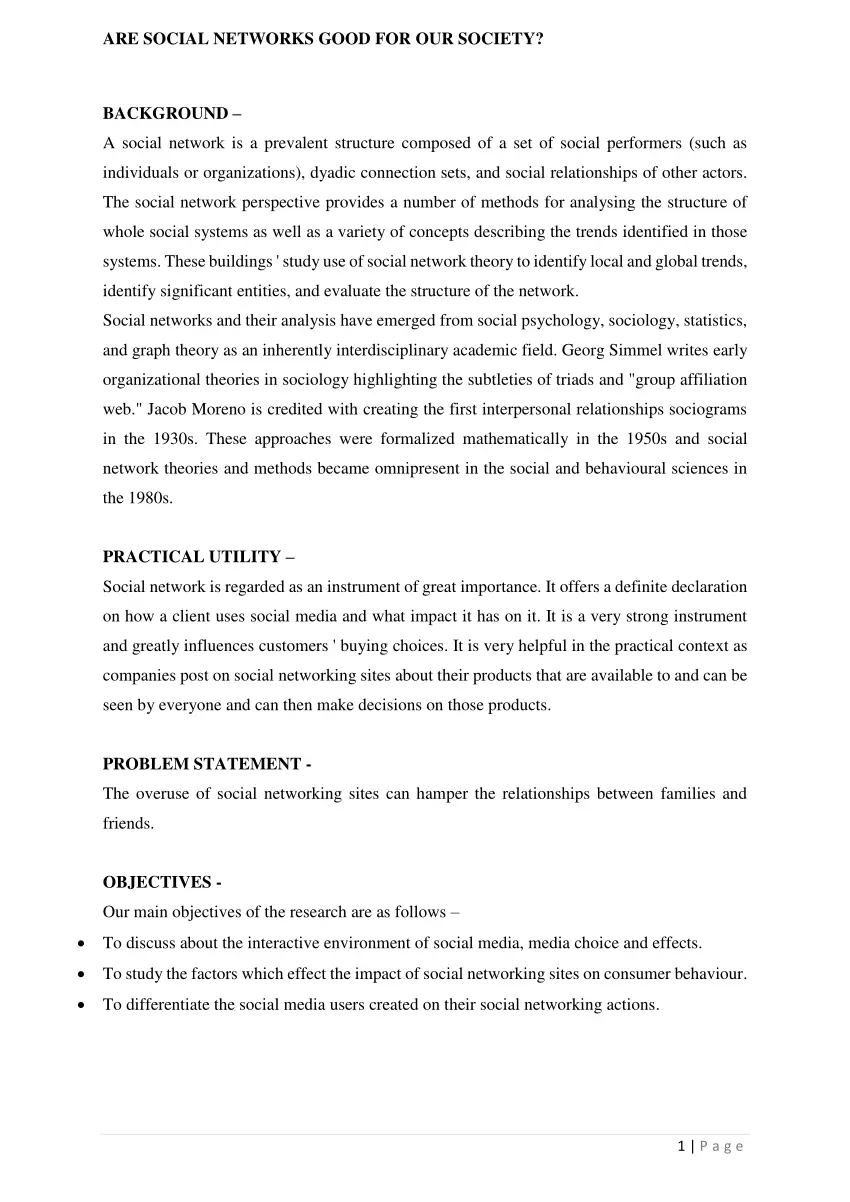 ARE SOCIAL NETWORKS GOOD FOR OUR SOCIETY?
BACKGROUND –
A social network is a prevalent structure composed of a set of social performers (such as
individuals or organizations), dyadic connection sets, and social relationships of other actors.
The social network perspective provides a number of methods for analysing the structure of
whole social systems as well as a variety of concepts describing the trends identified in those
systems. These buildings ' study use of social network theory to identify local and global trends,
identify significant entities, and evaluate the structure of the network.
Social networks and their analysis have emerged from social psychology, sociology, statistics,
and graph theory as an inherently interdisciplinary academic field. Georg Simmel writes early
organizational theories in sociology highlighting the subtleties of triads and "group affiliation
web." Jacob Moreno is credited with creating the first interpersonal relationships sociograms
in the 1930s. These approaches were formalized mathematically in the 1950s and social
network theories and methods became omnipresent in the social and behavioural sciences in
the 1980s.
PRACTICAL UTILITY –
Social network is regarded as an instrument of great importance. It offers a definite declaration
on how a client uses social media and what impact it has on it. It is a very strong instrument
and greatly influences customers ' buying choices. It is very helpful in the practical context as
companies post on social networking sites about their products that are available to and can be
seen by everyone and can then make decisions on those products.
PROBLEM STATEMENT -
The overuse of social networking sites can hamper the relationships between families and
friends.
OBJECTIVES -
Our main objectives of the research are as follows –
• To discuss about the interactive environment of social media, media choice and effects.
• To study the factors which effect the impact of social networking sites on consumer behaviour.
• To differentiate the social media users created on their social networking actions.
1 | P a g e